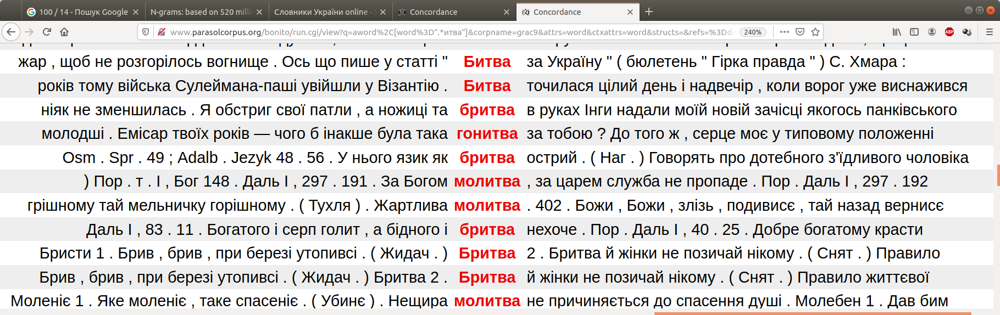 100 / 14 - Пошук Google
N-grams: based on 520 milli
Словники України online -
Concordance
Concordance
www.parasolcorpus.org/bonito/run.cgi/view?q=aword%2C[word%3D".*итва"]&corpname=grac9&attrs=word&ctxattrs=word&structs=&refs=%3Ddc 240%
ABP
жар , щоб не розгорілось вогнище . Ось що пише у статті " Битва за Україну " ( бюлетень " Гірка правда " ) С. Хмара :
років тому війська Сулеймана-паші увійшли у Візантію . Битва точилася цілий день і надвечір , коли ворог уже виснажився
ніяк не зменшилась . Я обстриг свої патли , а ножиці та бритва в руках Інги надали моїй новій зачісці якогось панківського
молодші . Емісар твоїх років — чого б інакше була така гонитва за тобою ? До того ж , серце моє у типовому положенні
Osm . Spr . 49 ; Adalb . Jezyk 48 . 56 . У нього язик як бритва острий . ( Наг . ) Говорять про дотебного з'їдливого чоловіка
) Пор . т . І , Бог 148 . Даль І , 297 . 191 . За Богом молитва , за царем служба не пропаде . Пор . Даль І , 297 . 192
грішному тай мельничку горішному . ( Тухля ) . Жартлива молитва . 402 . Божи , Божи , злізь , подивисє , тай назад вернисє
Даль І , 83 . 11 . Богатого і серп голит , а бідного і бритва нехоче . Пор . Даль І , 40 . 25 . Добре богатому красти
Бристи 1 . Брив , брив , при березі утопивсі . ( Жидач . ) Бритва 2 . Бритва й жінки не позичай нікому . ( Снят . ) Правило
Брив , брив , при березі утопивсі . ( Жидач . ) Бритва 2 . Бритва й жінки не позичай нікому . ( Снят . ) Правило життєвої
Моленіє 1 . Яке моленіє , таке спасеніє . ( Убинє ) . Нещира молитва не причиняється до спасення душі . Молебен 1 . Дав бим